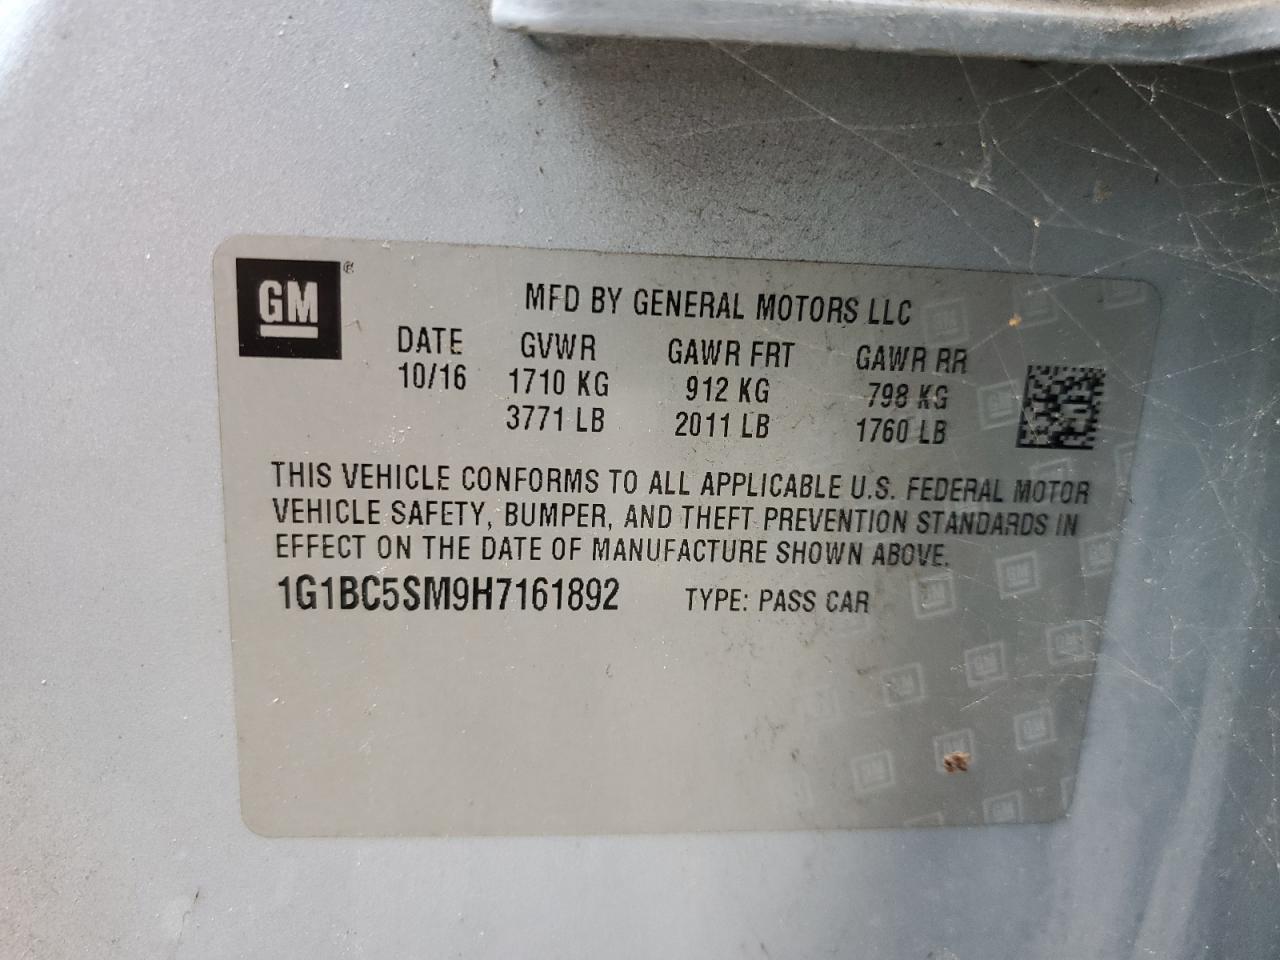 GM®
MFD BY GENERAL MOTORS LLC
DATE GVWR GAWR FRT GAWR RR
10/16 1710 KG 912 KG 798 KG
3771 LB 2011 LB 1760 LB
THIS VEHICLE CONFORMS TO ALL APPLICABLE U.S. FEDERAL MOTOR
VEHICLE SAFETY, BUMPER, AND THEFT PREVENTION STANDARDS IN
EFFECT ON THE DATE OF MANUFACTURE SHOWN ABOVE.
1G1BC5SM9H7161892 TYPE: PASS CAR